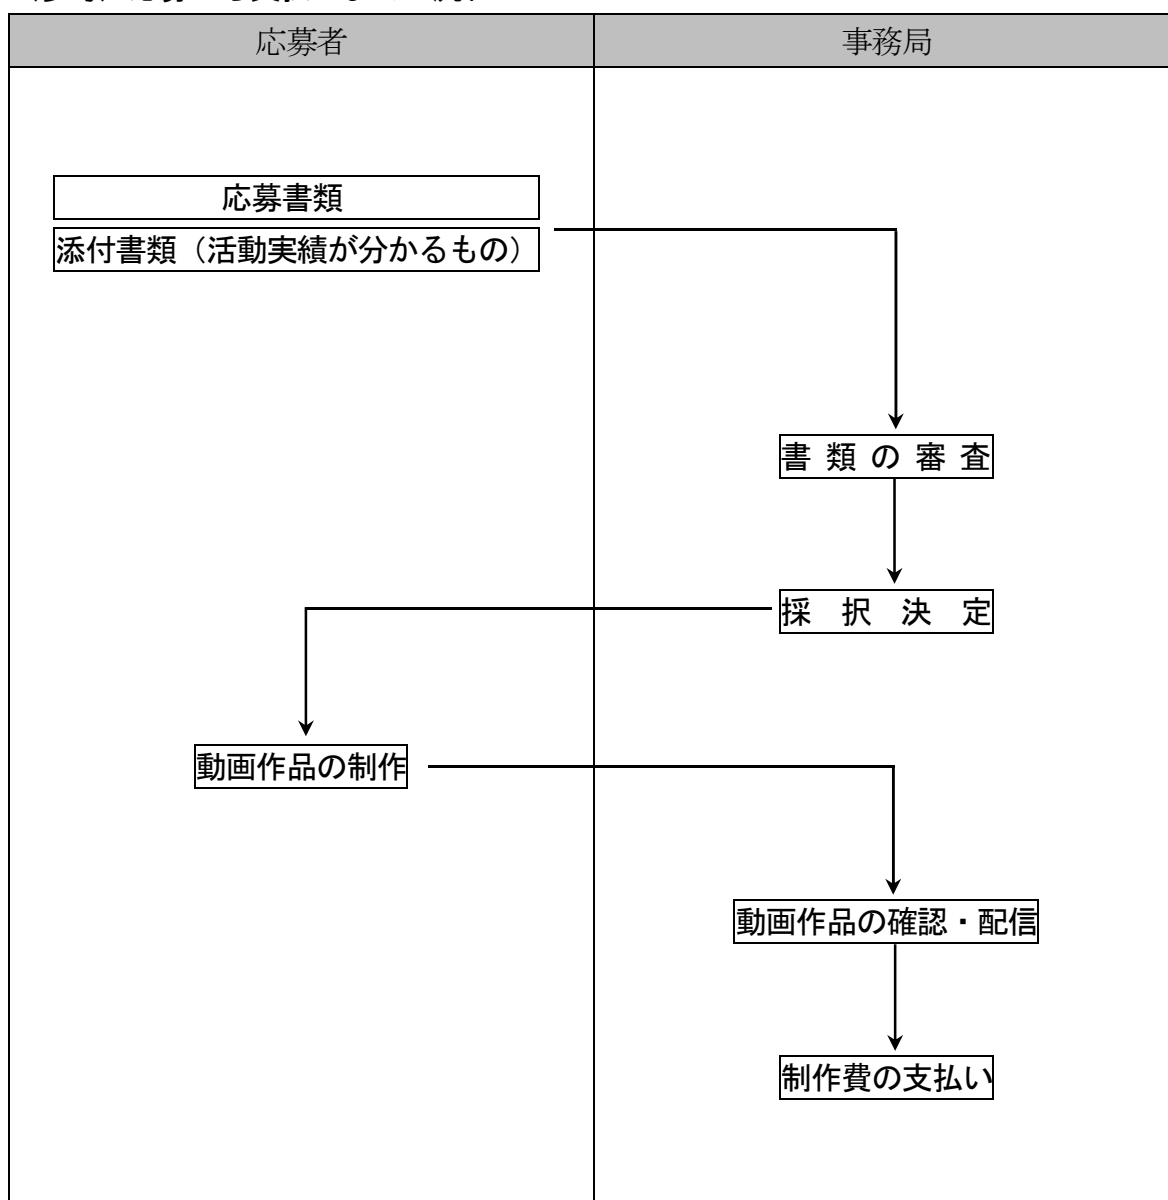 応募者
事務局
応募書類
添付書類（活動実績が分かるもの）
書類の審査
採択決定
動画作品の制作
動画作品の確認・配信
制作費の支払い